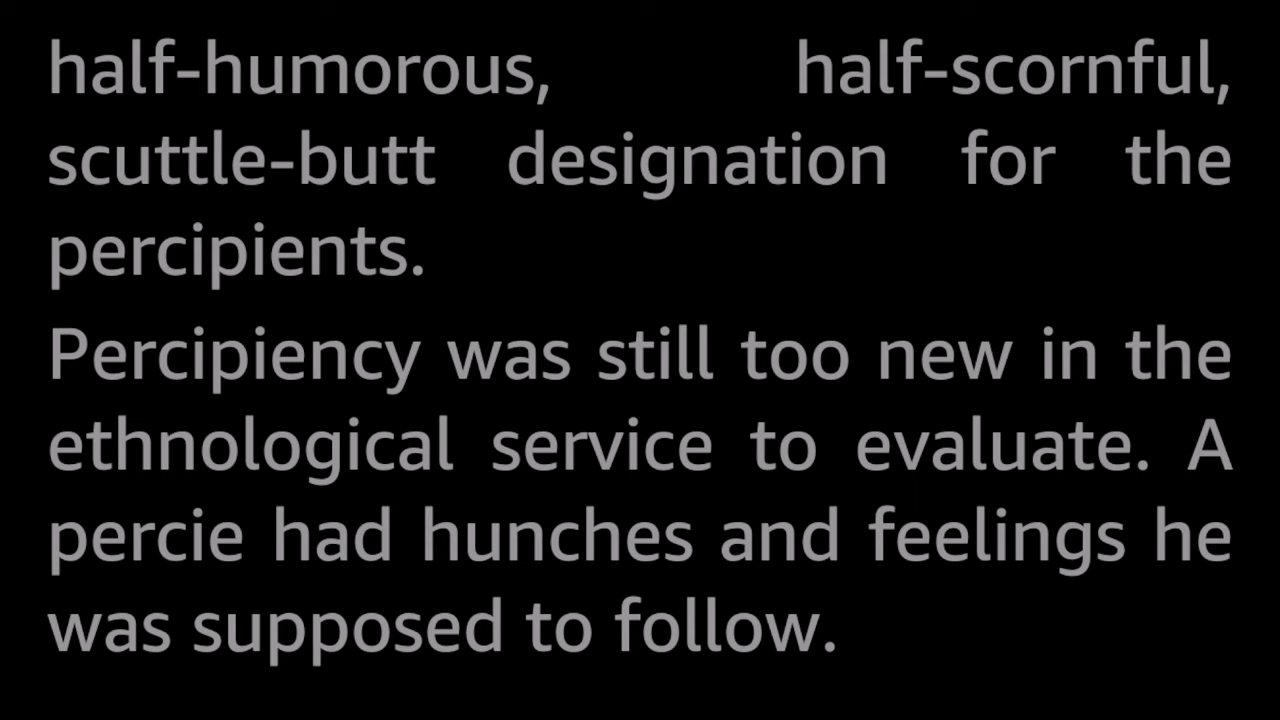 half-humorous, half-scornful,
scuttle-butt designation for the
percipients.
Percipiency was still too new in the
ethnological service to evaluate. A
percie had hunches and feelings he
was supposed to follow.